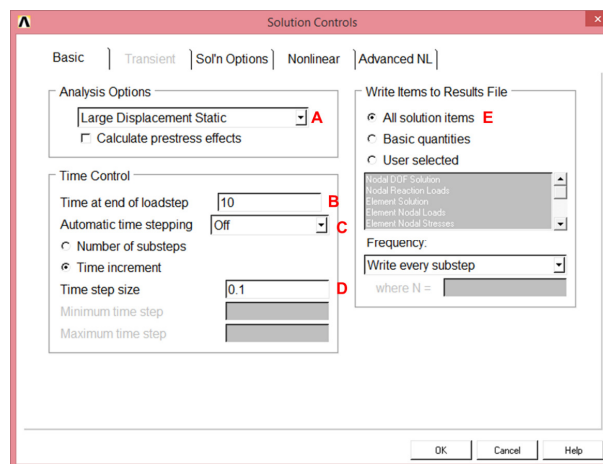 Solution Controls
Basic
Transient
Sol'n Options
Nonlinear
Advanced NL
Analysis Options
Large Displacement Static A
Calculate prestress effects
Time Control
Time at end of loadstep 10 B
Automatic time stepping Off C
Number of substeps
Time increment
Time step size 0.1 D
Minimum time step
Maximum time step
Write Items to Results File
All solution items E
Basic quantities
User selected
Nodal DOF Solution
Nodal Reaction Loads
Element Solution
Element Nodal Loads
Element Nodal Stresses
Frequency:
Write every substep
where N =
OK Cancel Help